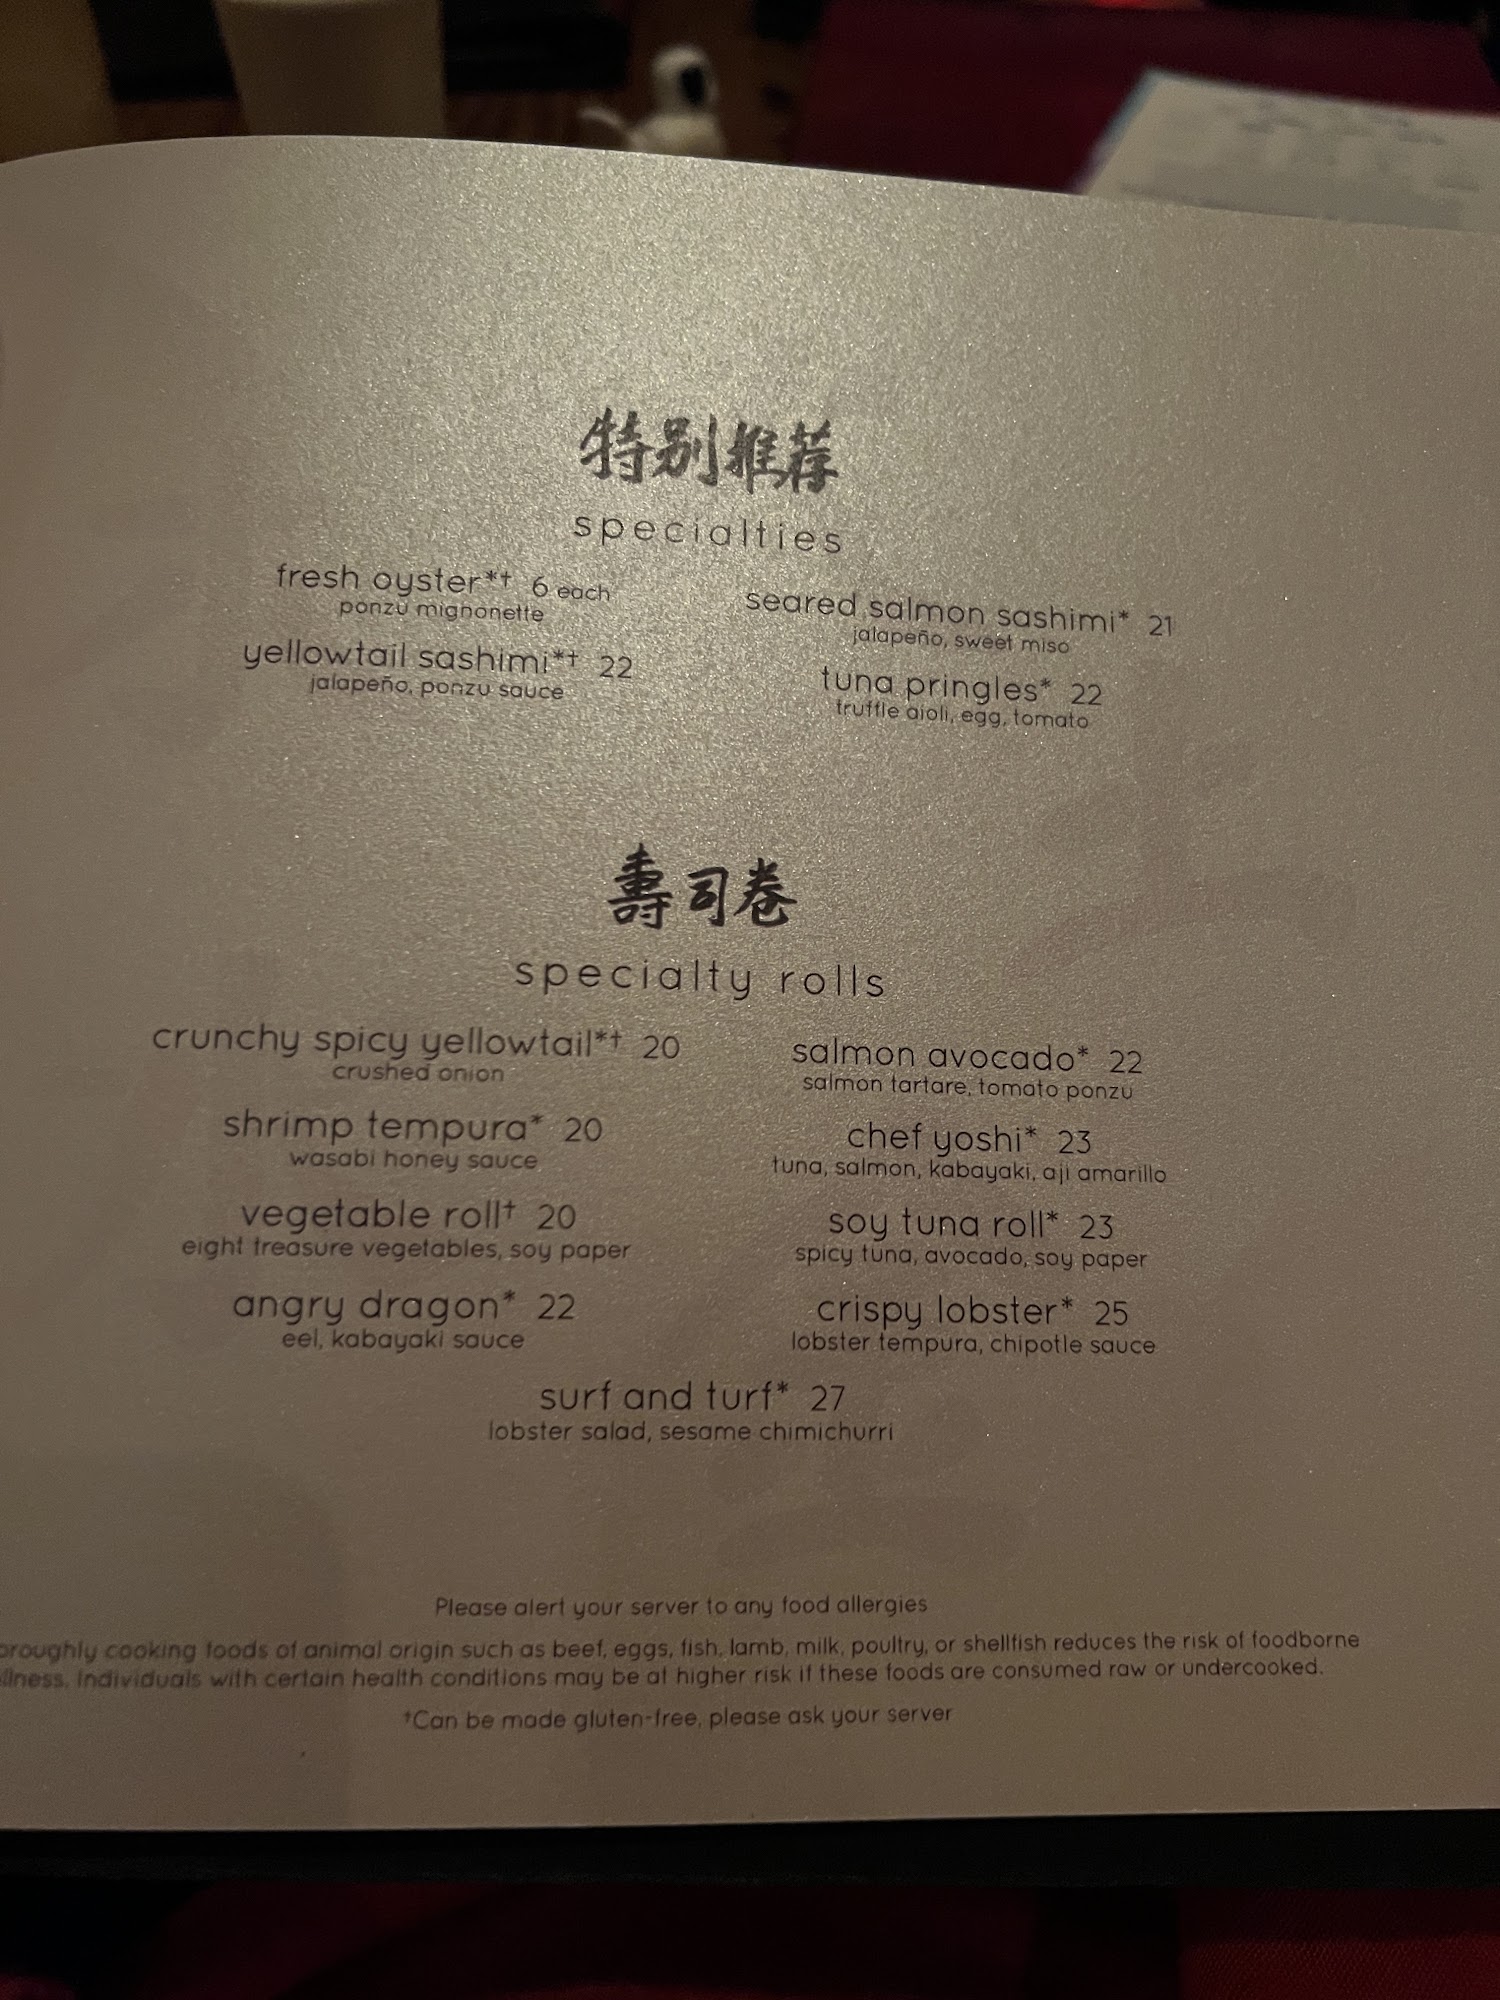 特别推荐
specialties
fresh oyster*† 6 each
ponzu mignonette
yellowtail sashimi*† 22
jalapeño, ponzu sauce
seared salmon sashimi* 21
jalapeño, sweet miso
tuna pringles* 22
truffle aioli, egg, tomato
壽司卷
specialty rolls
crunchy spicy yellowtail*† 20
crushed onion
shrimp tempura* 20
wasabi honey sauce
vegetable roll† 20
eight treasure vegetables, soy paper
angry dragon* 22
eel, kabayaki sauce
salmon avocado* 22
salmon tartare, tomato ponzu
chef yoshi* 23
tuna, salmon, kabayaki, aji amarillo
soy tuna roll* 23
spicy tuna, avocado, soy paper
crispy lobster* 25
lobster tempura, chipotle sauce
surf and turf* 27
lobster salad, sesame chimichurri
Please alert your server to any food allergies
oroughly cooking foods of animal origin such as beef, eggs, fish, lamb, milk, poultry, or shellfish reduces the risk of foodborne
llness. Individuals with certain health conditions may be at higher risk if these foods are consumed raw or undercooked.
†Can be made gluten-free, please ask your server